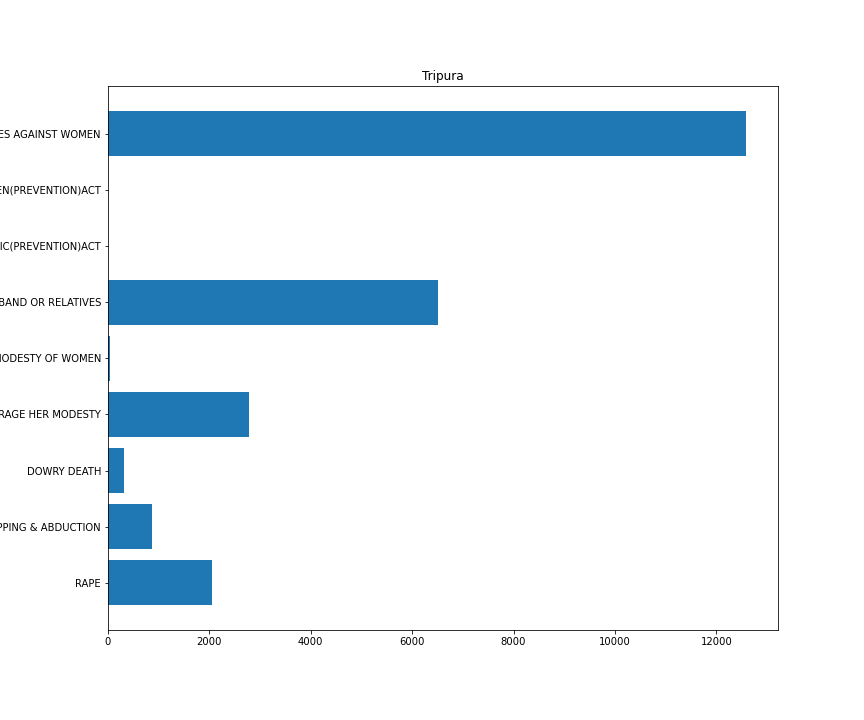 Tripura
ES AGAINST WOMEN
EN(PREVENTION)ACT
IC(PREVENTION)ACT
BAND OR RELATIVES
MODESTY OF WOMEN
RAGE HER MODESTY
DOWRY DEATH
PPING & ABDUCTION
RAPE
0 2000 4000 6000 8000 10000 12000